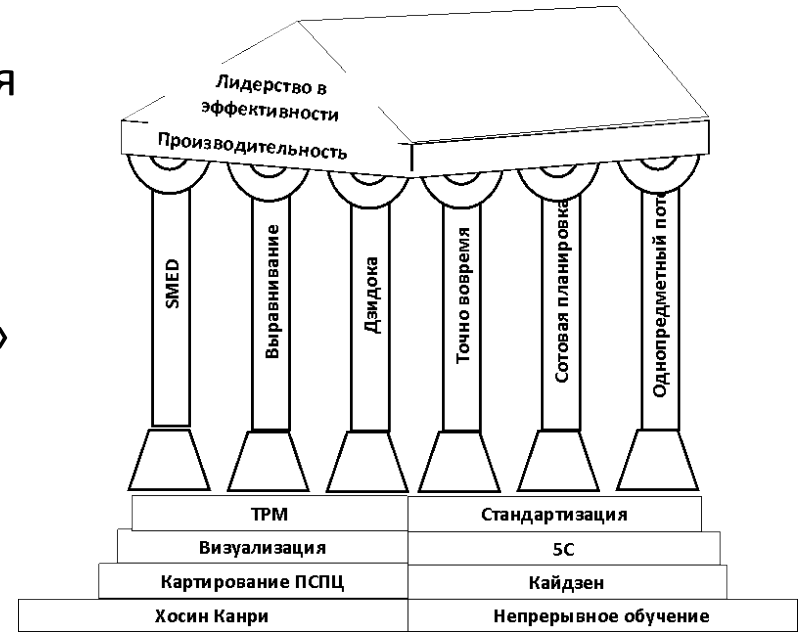 я
»
Лидерство в
эффективности
Производительность
SMED
Выравнивание
Дзидока
Точно вовремя
Сотовая планировка
Однопредметный пото
ТРМ
Стандартизация
Визуализация
5С
Картирование ПСПЦ
Кайдзен
Хосин Канри
Непрерывное обучение